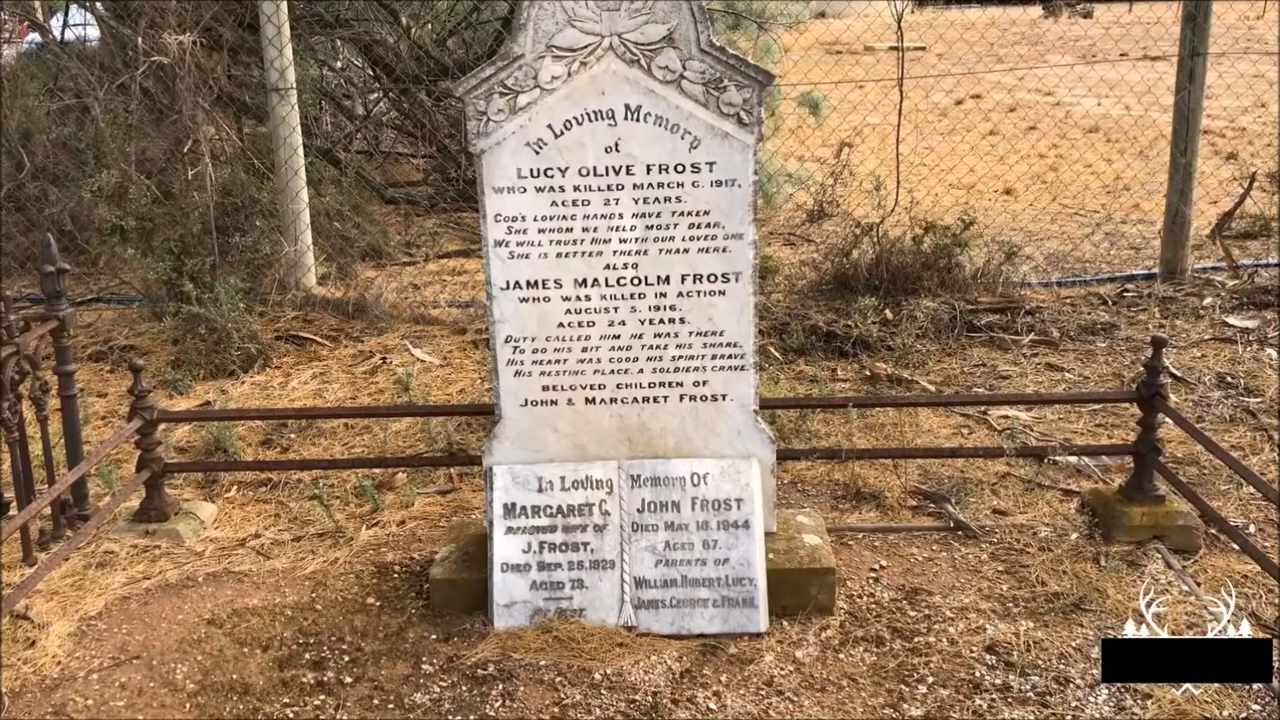 In Loving Memory
of
LUCY OLIVE FROST
WHO WAS KILLED MARCH 6. 1917,
AGED 27 YEARS.
GOD'S LOVING HANDS HAVE TAKEN
SHE WHOM WE HELD MOST DEAR,
WE WILL TRUST HIM WITH OUR LOVED ONE
SHE IS BETTER THERE THAN HERE.
ALSO
JAMES MALCOLM FROST
WHO WAS KILLED IN ACTION
AUGUST 5. 1916.
AGED 24 YEARS.
DUTY CALLED HIM HE WAS THERE
TO DO HIS BIT AND TAKE HIS SHARE.
HIS HEART WAS GOOD HIS SPIRIT BRAVE
HIS RESTING PLACE. A SOLDIER'S GRAVE.
BELOVED CHILDREN OF
JOHN & MARGARET FROST.
In Loving
MARGARET G.
BELOVED WIFE OF
J. FROST,
DIED SEP. 25, 1929
AGED 73.
Memory Of
JOHN FROST
DIED MAY 18. 1944
AGED 87.
PARENTS OF
WILLIAM, HUBERT, LUCY,
JAMES, GEORGE & FRANK.